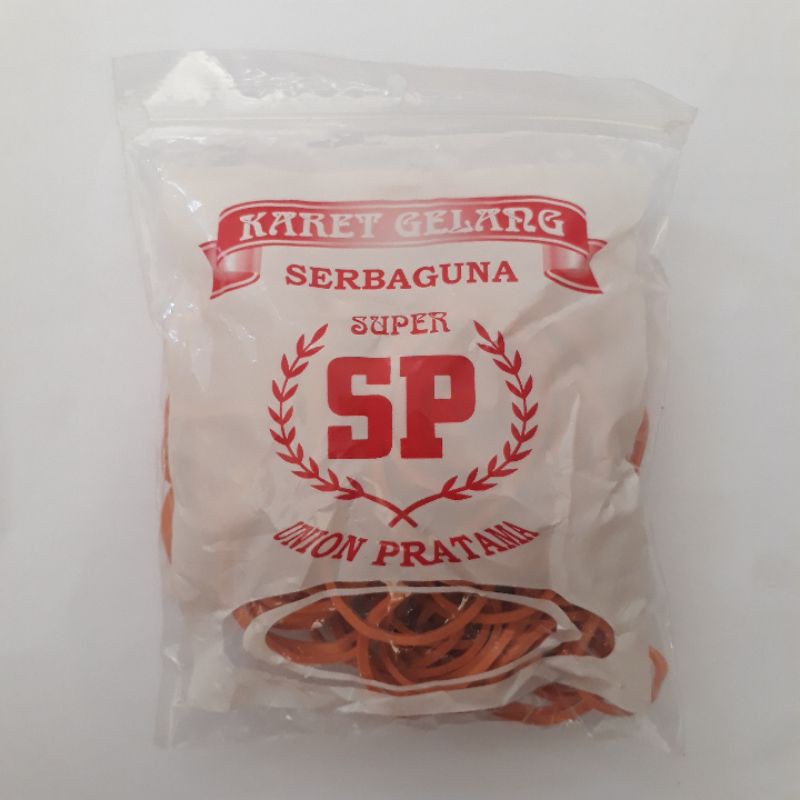 KARET GELANG
SERBAGUNA
SUPER
SP
UNION PRATAMA